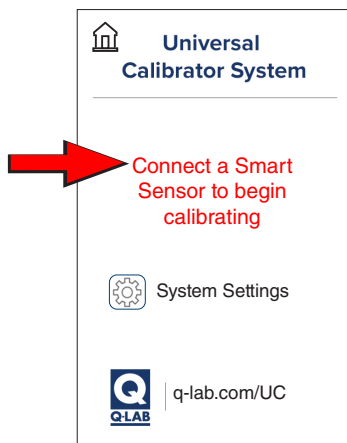 Universal
Calibrator System
Connect a Smart
Sensor to begin
calibrating
System Settings
Q-LAB
q-lab.com/UC